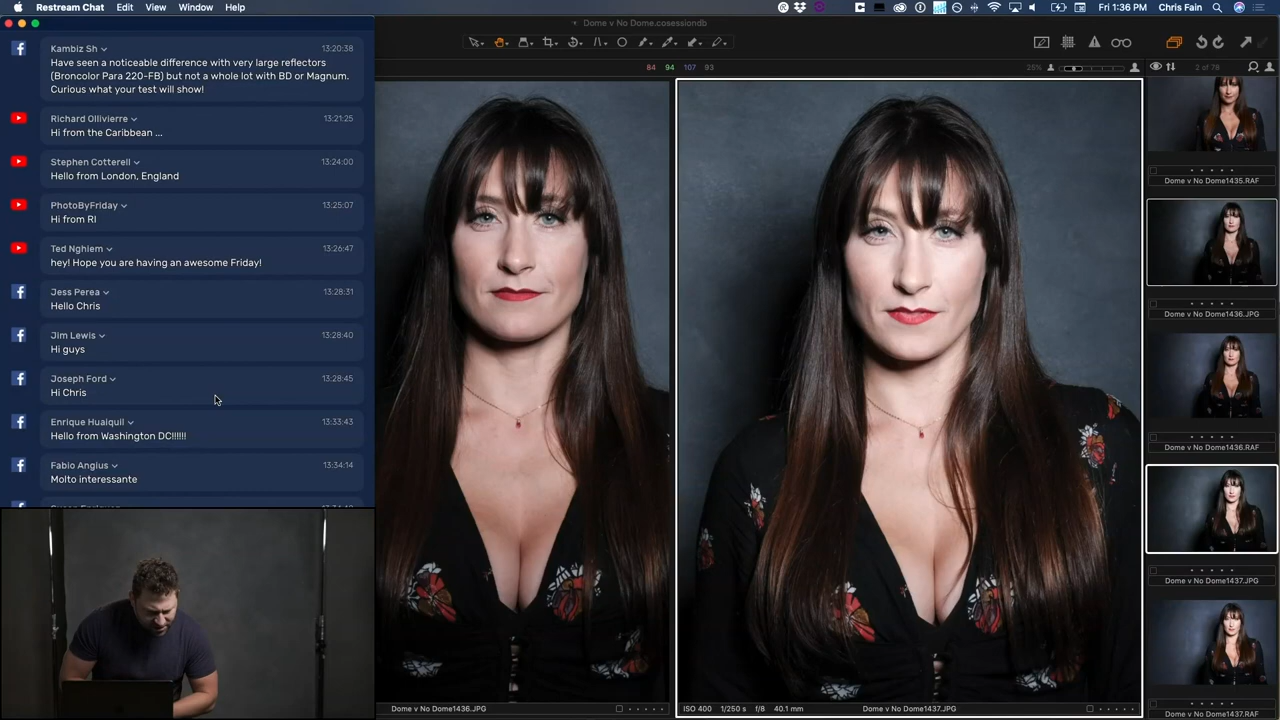 Restream Chat Edit View Window Help
Fri 1:36 PM Chris Fain
Dome v No Dome.cosessiondb
Kambiz Sh 13:20:38
Have seen a noticeable difference with very large reflectors
(Broncolor Para 220-FB) but not a whole lot with BD or Magnum.
Curious what your test will show!
Richard Ollivierre 13:21:25
Hi from the Caribbean ...
Stephen Cotterell 13:24:00
Hello from London, England
PhotoByFriday 13:25:07
Hi from RI
Ted Nghiem 13:26:47
hey! Hope you are having an awesome Friday!
Jess Perea 13:28:31
Hello Chris
Jim Lewis 13:28:40
Hi guys
Joseph Ford 13:28:45
Hi Chris
Enrique Huaiquil 13:33:43
Hello from Washington DC!!!!!!
Fabio Angius 13:34:14
Molto interessante
84 94 107 93
25%
2 of 78
Dome v No Dome1436.JPG
ISO 400 1/250 s f/8 40.1 mm
Dome v No Dome1437.JPG
Dome v No Dome1435.RAF
Dome v No Dome1436.JPG
Dome v No Dome1436.RAF
Dome v No Dome1437.JPG
Dome v No Dome1437.RAF